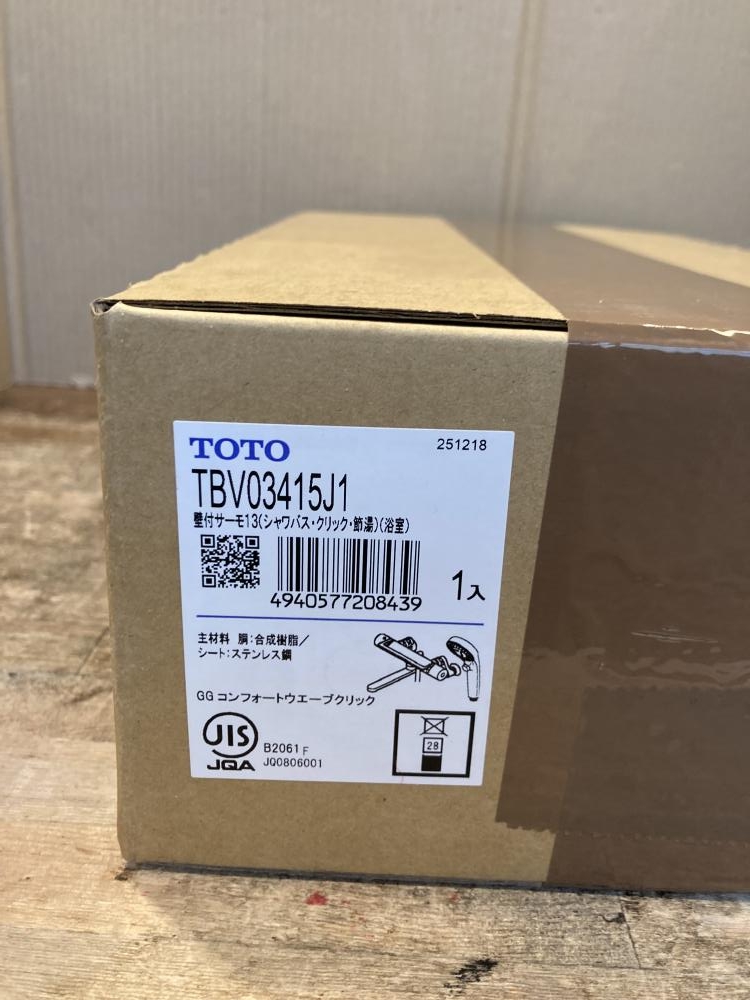 TOTO
251218
TBV03415J1
壁付サーモ13(シャワバス・クリック・節湯)(浴室)
4940577208439
1入
主材料 胴:合成樹脂/
シート:ステンレス鋼
GG コンフォートウエーブクリック
JIS
JQA
B2061 F
JQ0806001
28